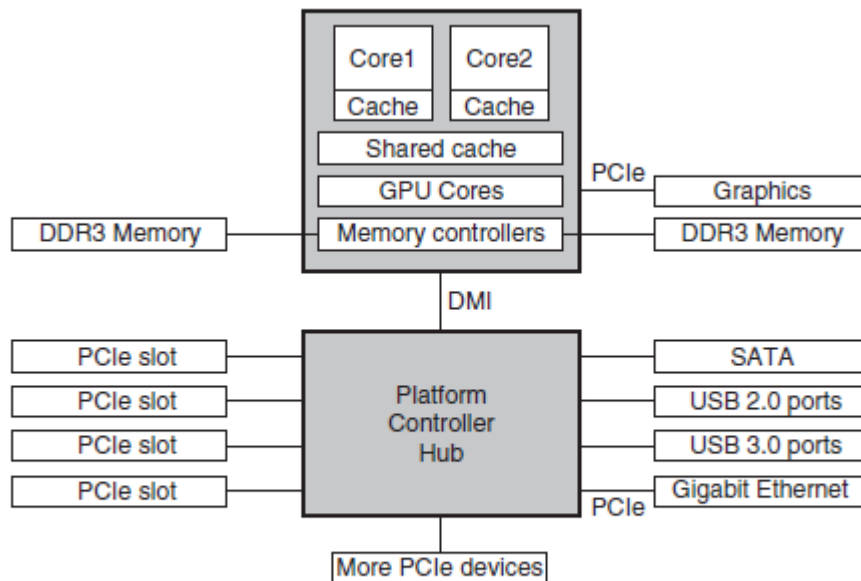 Core1
Core2
Cache
Cache
Shared cache
GPU Cores
PCIe
Graphics
DDR3 Memory
Memory controllers
DDR3 Memory
DMI
PCIe slot
SATA
PCIe slot
Platform
Controller
Hub
USB 2.0 ports
PCIe slot
USB 3.0 ports
PCIe slot
PCIe
Gigabit Ethernet
More PCIe devices